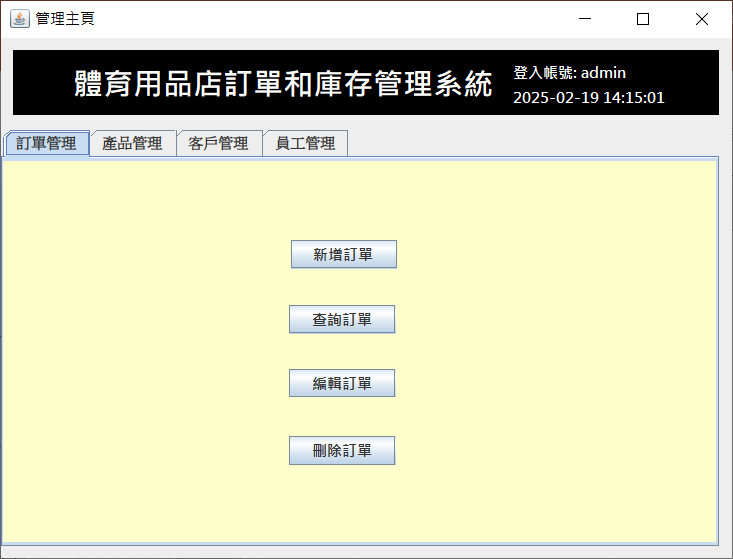 管理主頁
體育用品店訂單和庫存管理系統
登入帳號: admin
2025-02-19 14:15:01
訂單管理 產品管理 客戶管理 員工管理
新增訂單
查詢訂單
編輯訂單
刪除訂單